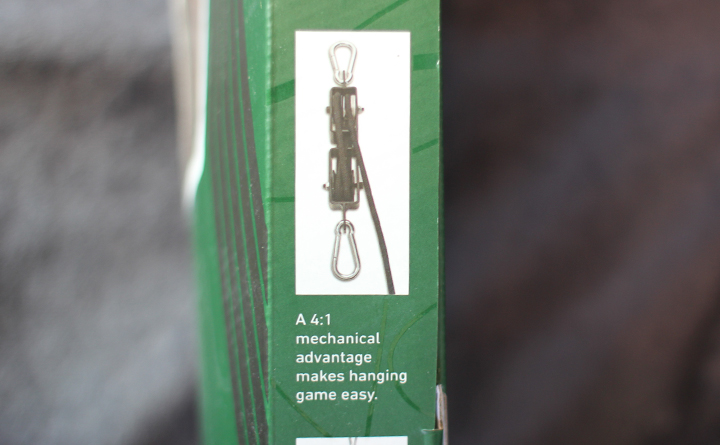 A 4:1
mechanical
advantage
makes hanging
game easy.